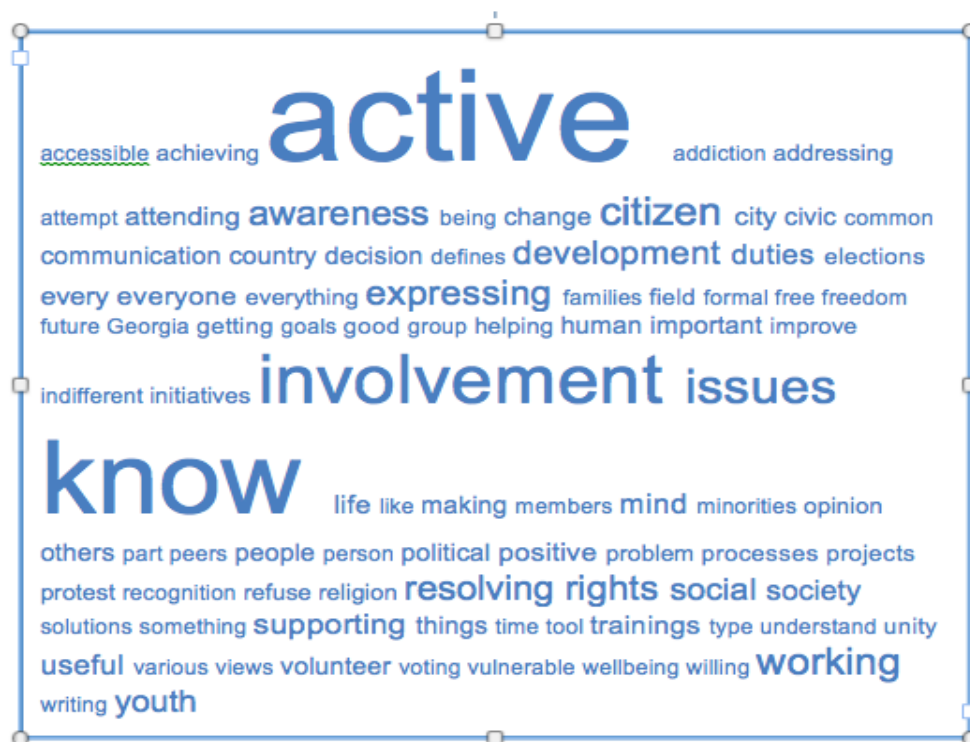 accessible achieving active addiction addressing
attempt attending awareness being change citizen city civic common
communication country decision defines development duties elections
every everyone everything expressing families field formal free freedom
future Georgia getting goals good group helping human important improve
indifferent initiatives involvement issues
know life like making members mind minorities opinion
others part peers people person political positive problem processes projects
protest recognition refuse religion resolving rights social society
solutions something supporting things time tool trainings type understand unity
useful various views volunteer voting vulnerable wellbeing willing working
writing youth